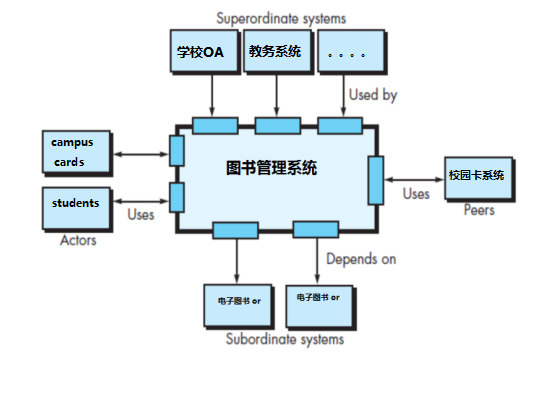 Superordinate systems
学校OA
教务系统
。。。。
Used by
campus
cards
图书管理系统
校园卡系统
students
Uses
Uses
Actors
Peers
Depends on
电子图书 or
电子图书 or
Subordinate systems